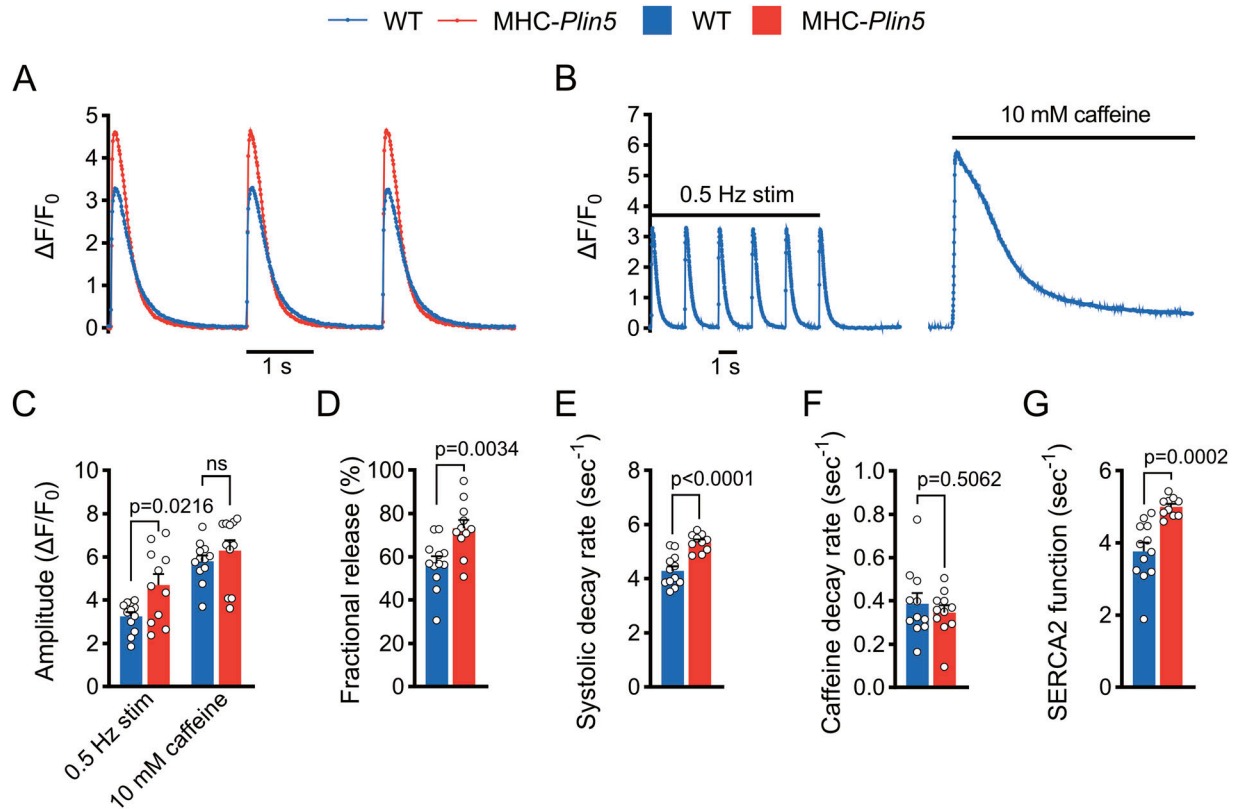 WT MHC-Plin5 WT MHC-Plin5
A
ΔF/F0
5
4
3
2
1
0
1 s
B
ΔF/F0
7
6
5
4
3
2
1
0
0.5 Hz stim
10 mM caffeine
1 s
C
Amplitude (ΔF/F0)
10
8
6
4
2
0
p=0.0216
ns
0.5 Hz stim
10 mM caffeine
D
Fractional release (%)
100
80
60
40
20
0
p=0.0034
E
Systolic decay rate (sec-1)
8
6
4
2
0
p<0.0001
F
Caffeine decay rate (sec-1)
1.0
0.8
0.6
0.4
0.2
0.0
p=0.5062
G
SERCA2 function (sec-1)
6
4
2
0
p=0.0002